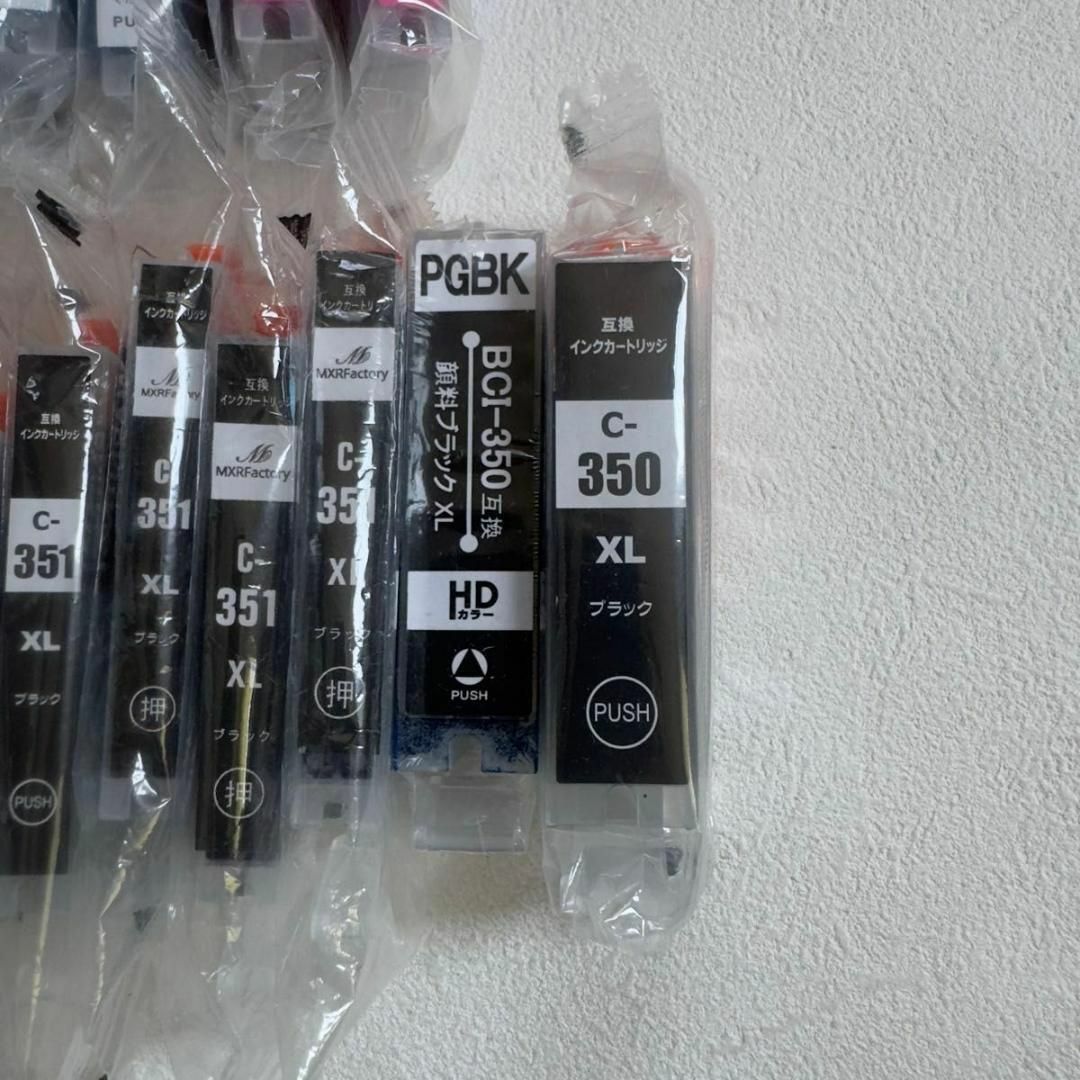 PU
互換
インクカートリッジ
C-
351
XL
ブラック
PUSH
互換
インクカートリッジ
MXRFactory
C-
351
XL
ブラック
押
互換
インクカートリッジ
MXRFactory
C-
351
XL
ブラック
押
互換
インクカートリッジ
MXRFactory
C-
351
XL
ブラック
押
PGBK
BCI-350 互換
顔料ブラック XL
HD
カラー
PUSH
互換
インクカートリッジ
C-
350
XL
ブラック
PUSH